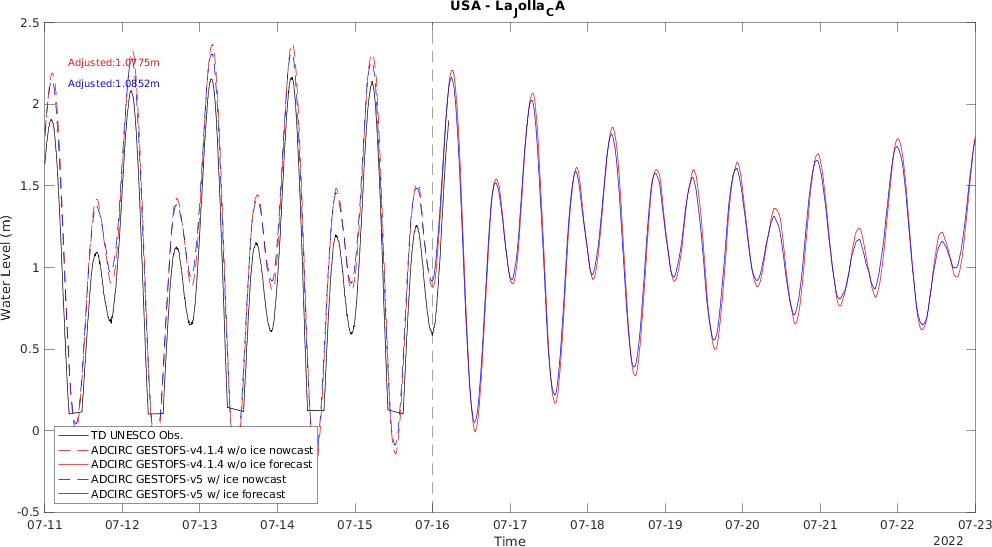 USA - LaJollaCA
2.5
Adjusted:1.0775m
Adjusted:1.0852m
2
1.5
1
0.5
0
-0.5
Water Level (m)
TD UNESCO Obs.
ADCIRC GESTOFS-v4.1.4 w/o ice nowcast
ADCIRC GESTOFS-v4.1.4 w/o ice forecast
ADCIRC GESTOFS-v5 w/ ice nowcast
ADCIRC GESTOFS-v5 w/ ice forecast
07-11 07-12 07-13 07-14 07-15 07-16 07-17 07-18 07-19 07-20 07-21 07-22 07-23
Time
2022